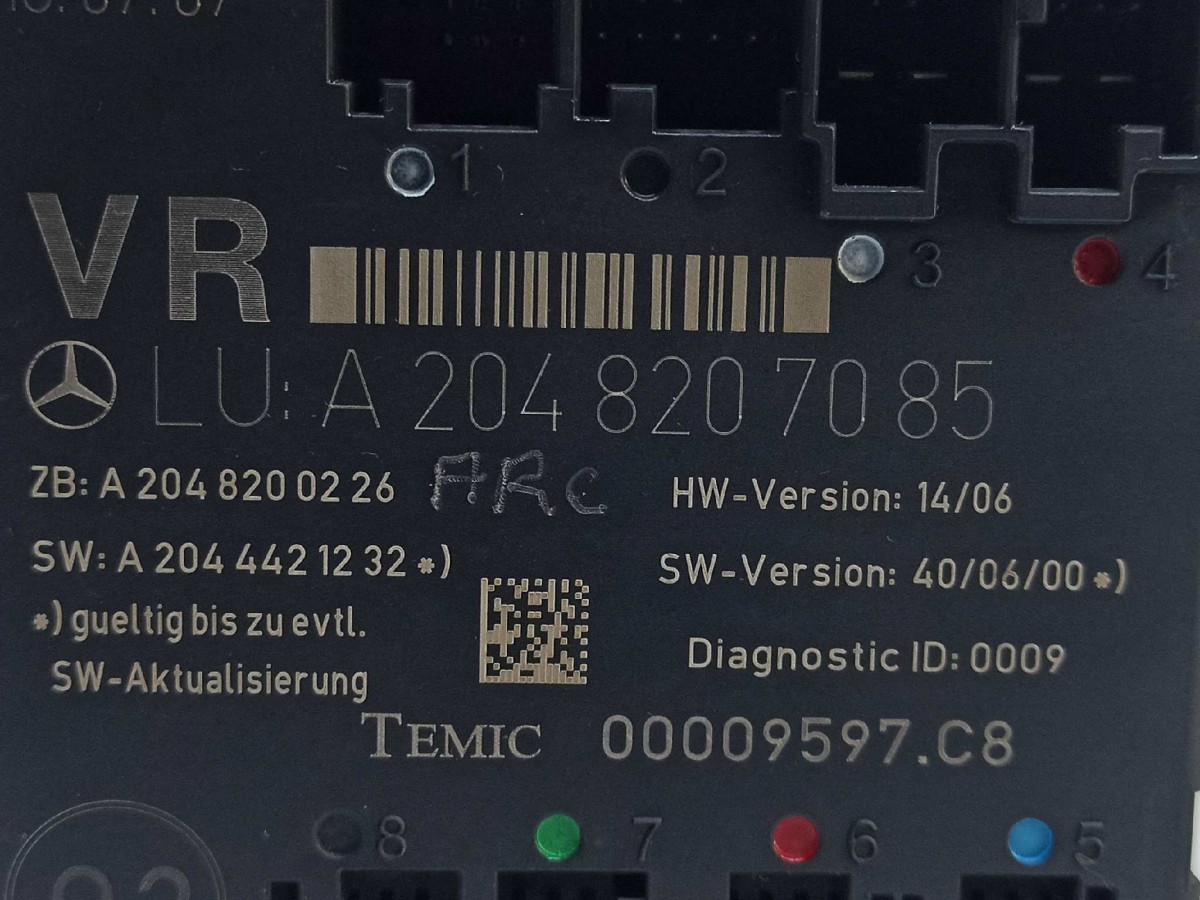 1
2
3
4
VR
LU: A 204 820 70 85
ZB: A 204 820 02 26 ARC
HW-Version: 14/06
SW: A 204 442 12 32 *)
SW-Version: 40/06/00 *)
*) gueltig bis zu evtl.
SW-Aktualisierung
Diagnostic ID: 0009
TEMIC 00009597.C8
8
7
6
5